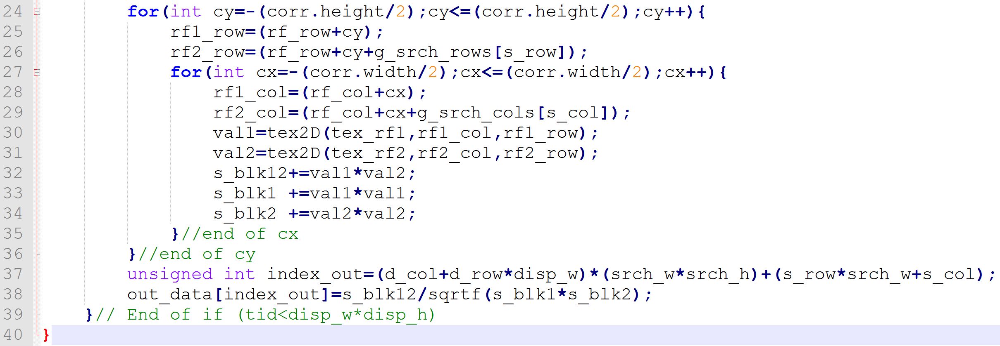 24 for(int cy=-(corr.height/2);cy<=(corr.height/2);cy++){
25 rf1_row=(rf_row+cy);
26 rf2_row=(rf_row+cy+g_srch_rows[s_row]);
27 for(int cx=-(corr.width/2);cx<=(corr.width/2);cx++){
28 rf1_col=(rf_col+cx);
29 rf2_col=(rf_col+cx+g_srch_cols[s_col]);
30 val1=tex2D(tex_rf1,rf1_col,rf1_row);
31 val2=tex2D(tex_rf2,rf2_col,rf2_row);
32 s_blk12+=val1*val2;
33 s_blk1 +=val1*val1;
34 s_blk2 +=val2*val2;
35 }//end of cx
36 }//end of cy
37 unsigned int index_out=(d_col+d_row*disp_w)*(srch_w*srch_h)+(s_row*srch_w+s_col);
38 out_data[index_out]=s_blk12/sqrtf(s_blk1*s_blk2);
39 }// End of if (tid<disp_w*disp_h)
40 }